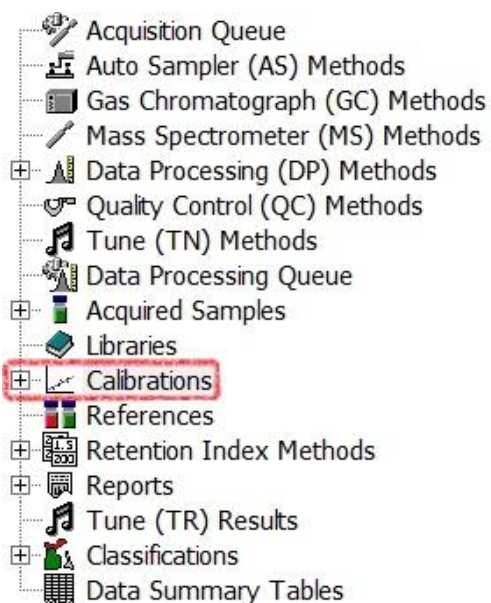 Acquisition Queue
Auto Sampler (AS) Methods
Gas Chromatograph (GC) Methods
Mass Spectrometer (MS) Methods
Data Processing (DP) Methods
Quality Control (QC) Methods
Tune (TN) Methods
Data Processing Queue
Acquired Samples
Libraries
Calibrations
References
Retention Index Methods
Reports
Tune (TR) Results
Classifications
Data Summary Tables